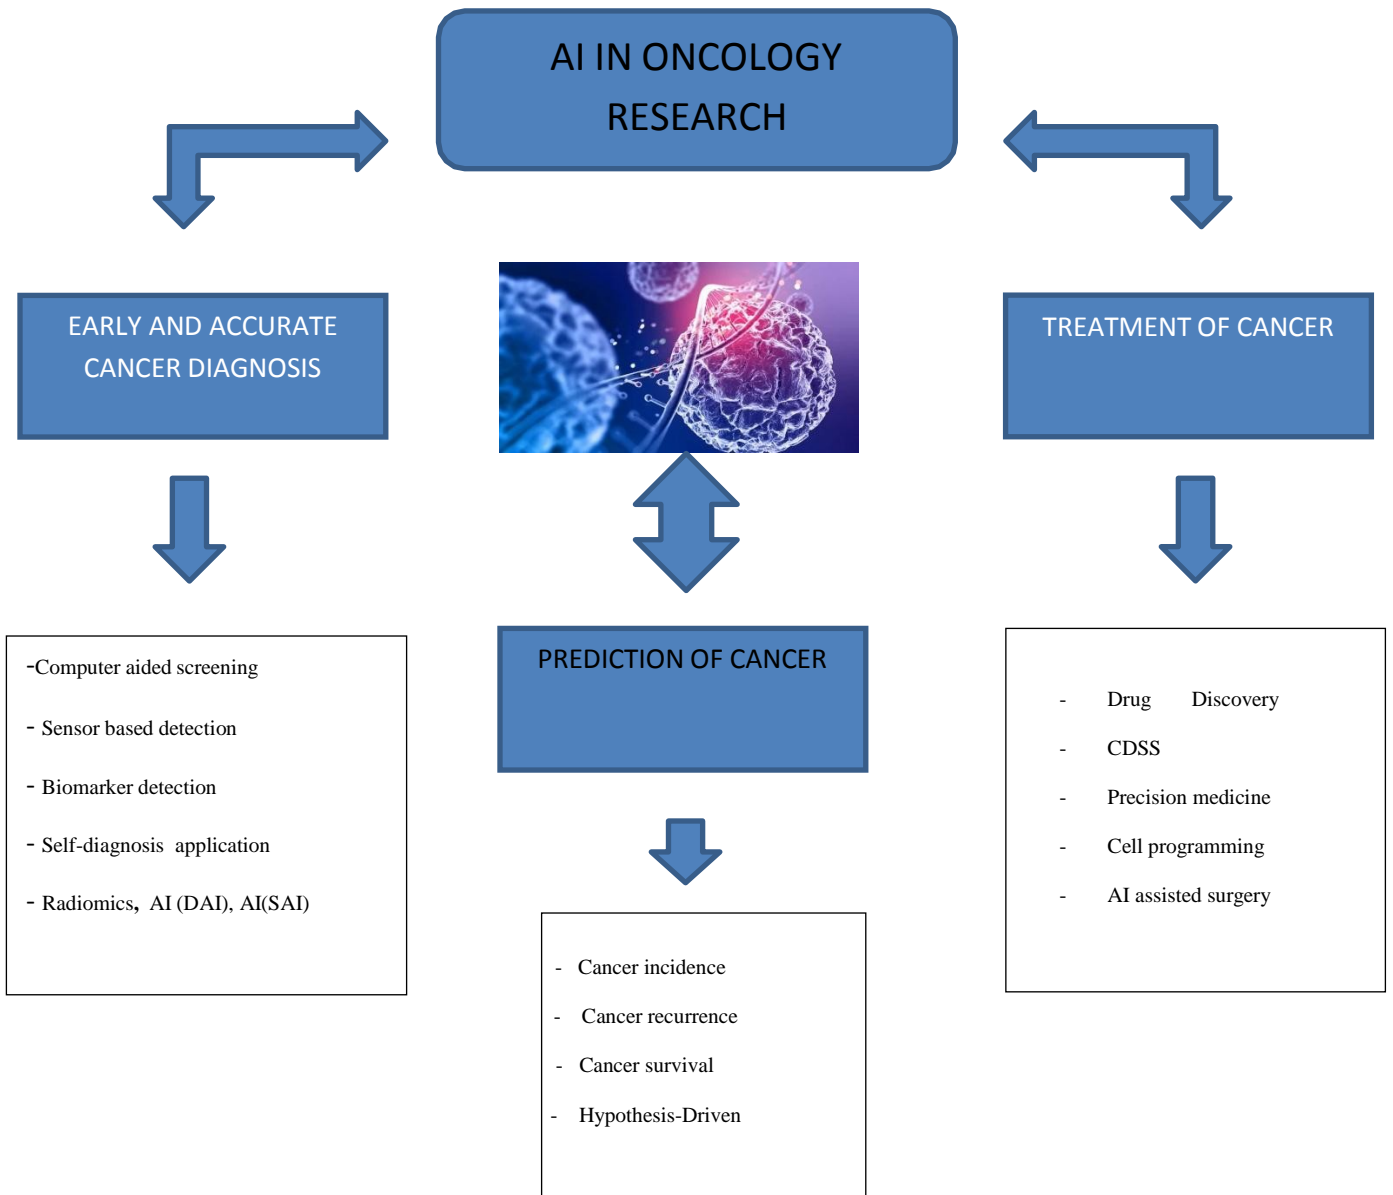 AI IN ONCOLOGY
RESEARCH
EARLY AND ACCURATE
CANCER DIAGNOSIS
TREATMENT OF CANCER
PREDICTION OF CANCER
-Computer aided screening
- Sensor based detection
- Biomarker detection
- Self-diagnosis application
- Radiomics, AI (DAI), AI(SAI)
- Cancer incidence
- Cancer recurrence
- Cancer survival
- Hypothesis-Driven
- Drug Discovery
- CDSS
- Precision medicine
- Cell programming
- AI assisted surgery